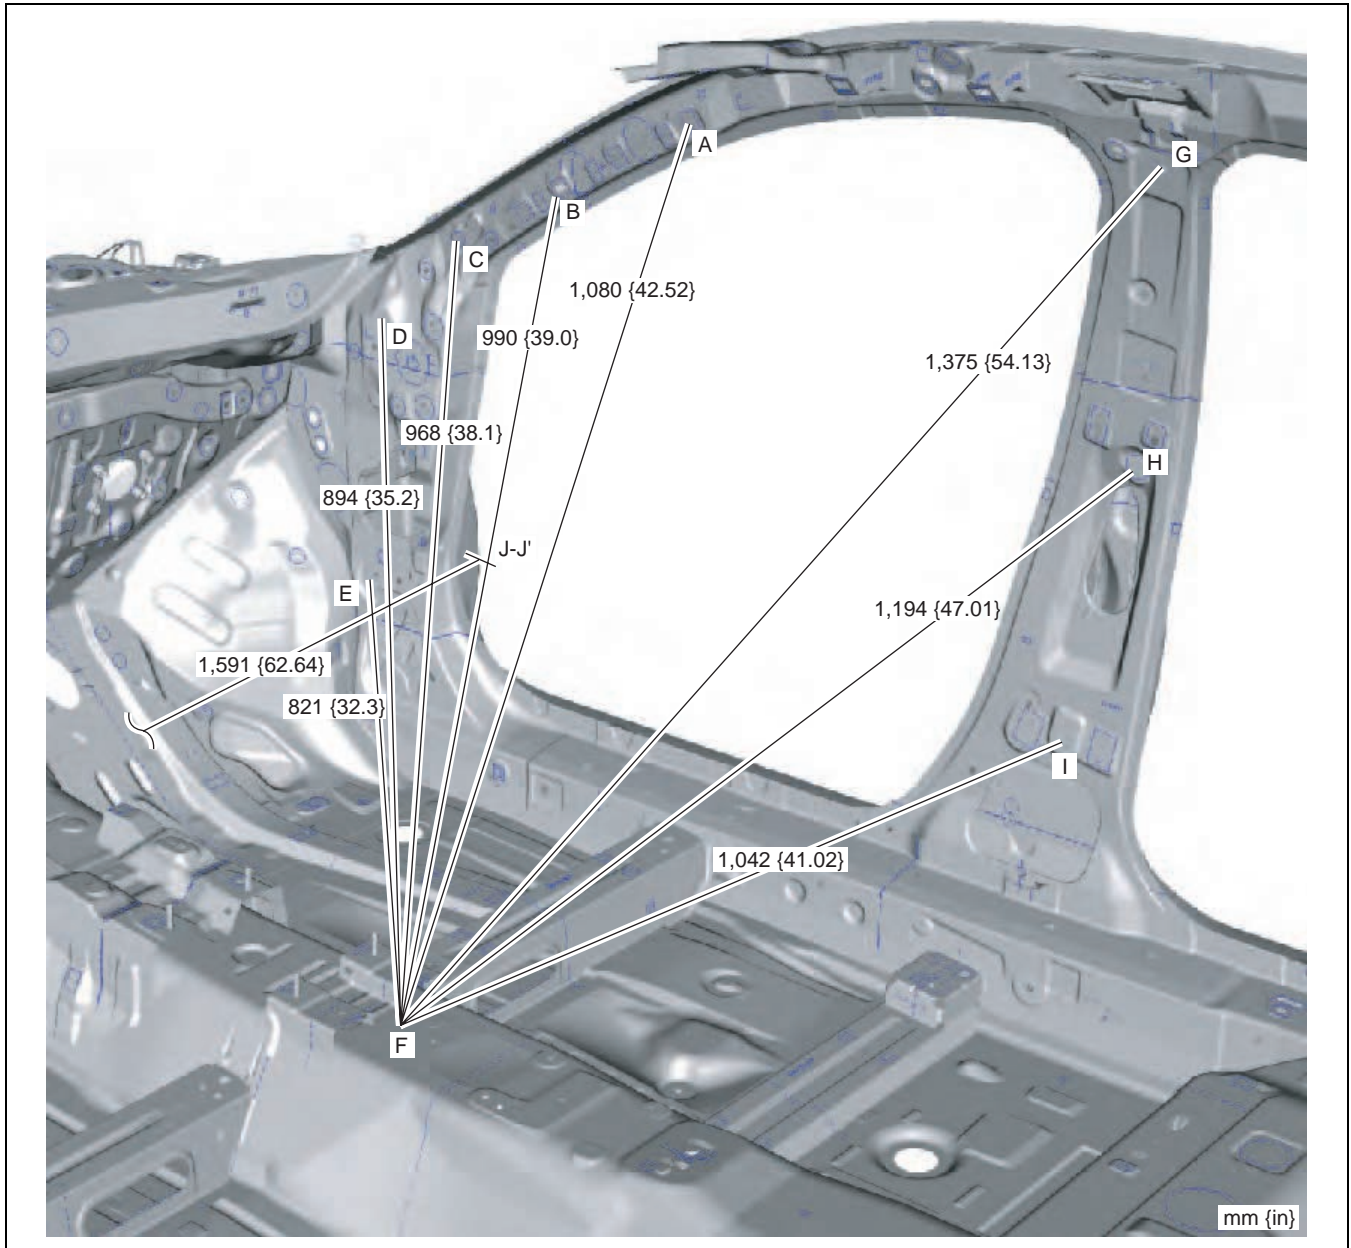 A
G
B
C
1,080 {42.52}
D
990 {39.0}
1,375 {54.13}
968 {38.1}
H
894 {35.2}
J-J'
E
1,194 {47.01}
1,591 {62.64}
821 {32.3}
I
1,042 {41.02}
F
mm {in}